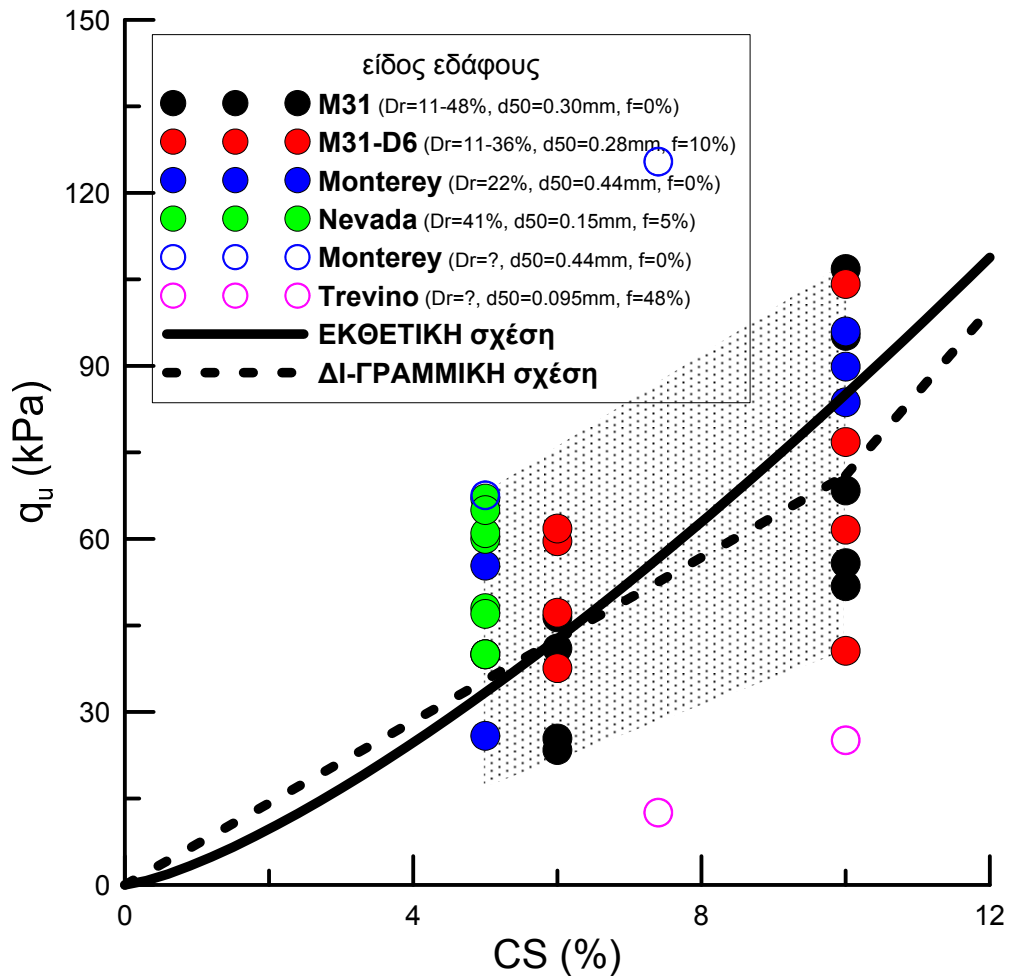 150
120
90
60
30
0
q_u (kPa)
είδος εδάφους
M31 (Dr=11-48%, d50=0.30mm, f=0%)
M31-D6 (Dr=11-36%, d50=0.28mm, f=10%)
Monterey (Dr=22%, d50=0.44mm, f=0%)
Nevada (Dr=41%, d50=0.15mm, f=5%)
Monterey (Dr=?, d50=0.44mm, f=0%)
Trevino (Dr=?, d50=0.095mm, f=48%)
ΕΚΘΕΤΙΚΗ σχέση
ΔΙ-ΓΡΑΜΜΙΚΗ σχέση
0 4 8 12
CS (%)